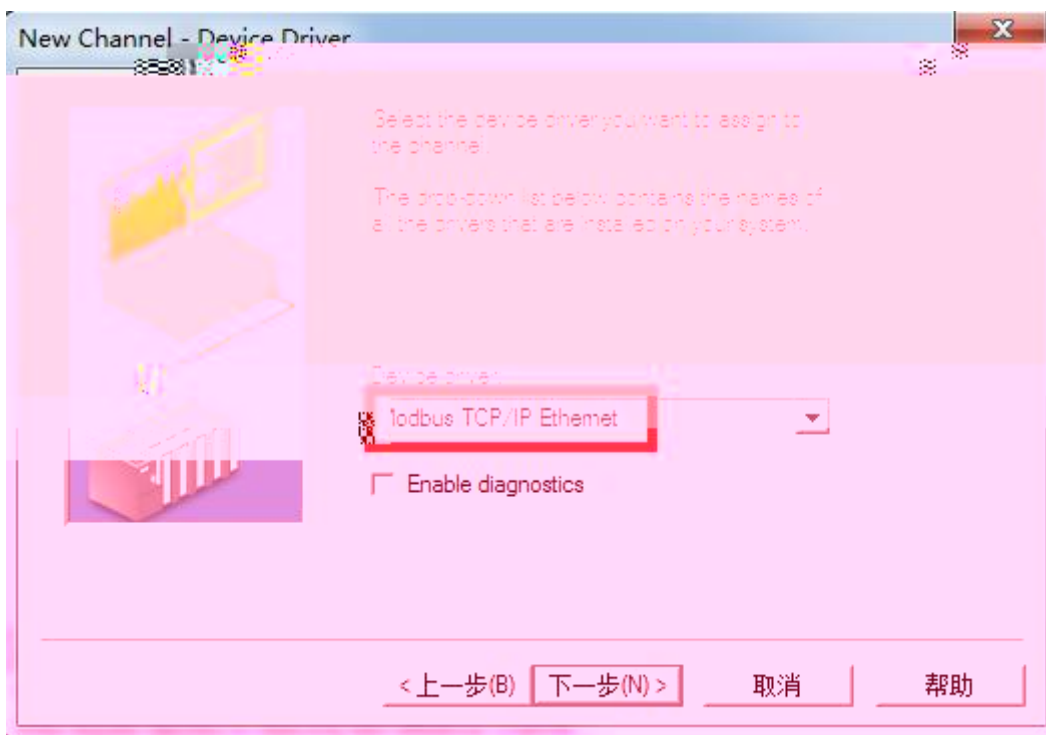 New Channel - Device Driver
Select the device driver you want to assign to
the channel.
The drop-down list below contains the names of
all the drivers that are installed on your system.
Device driver:
Modbus TCP/IP Ethernet
Enable diagnostics
<上一步(B) 下一步(N)> 取消 帮助